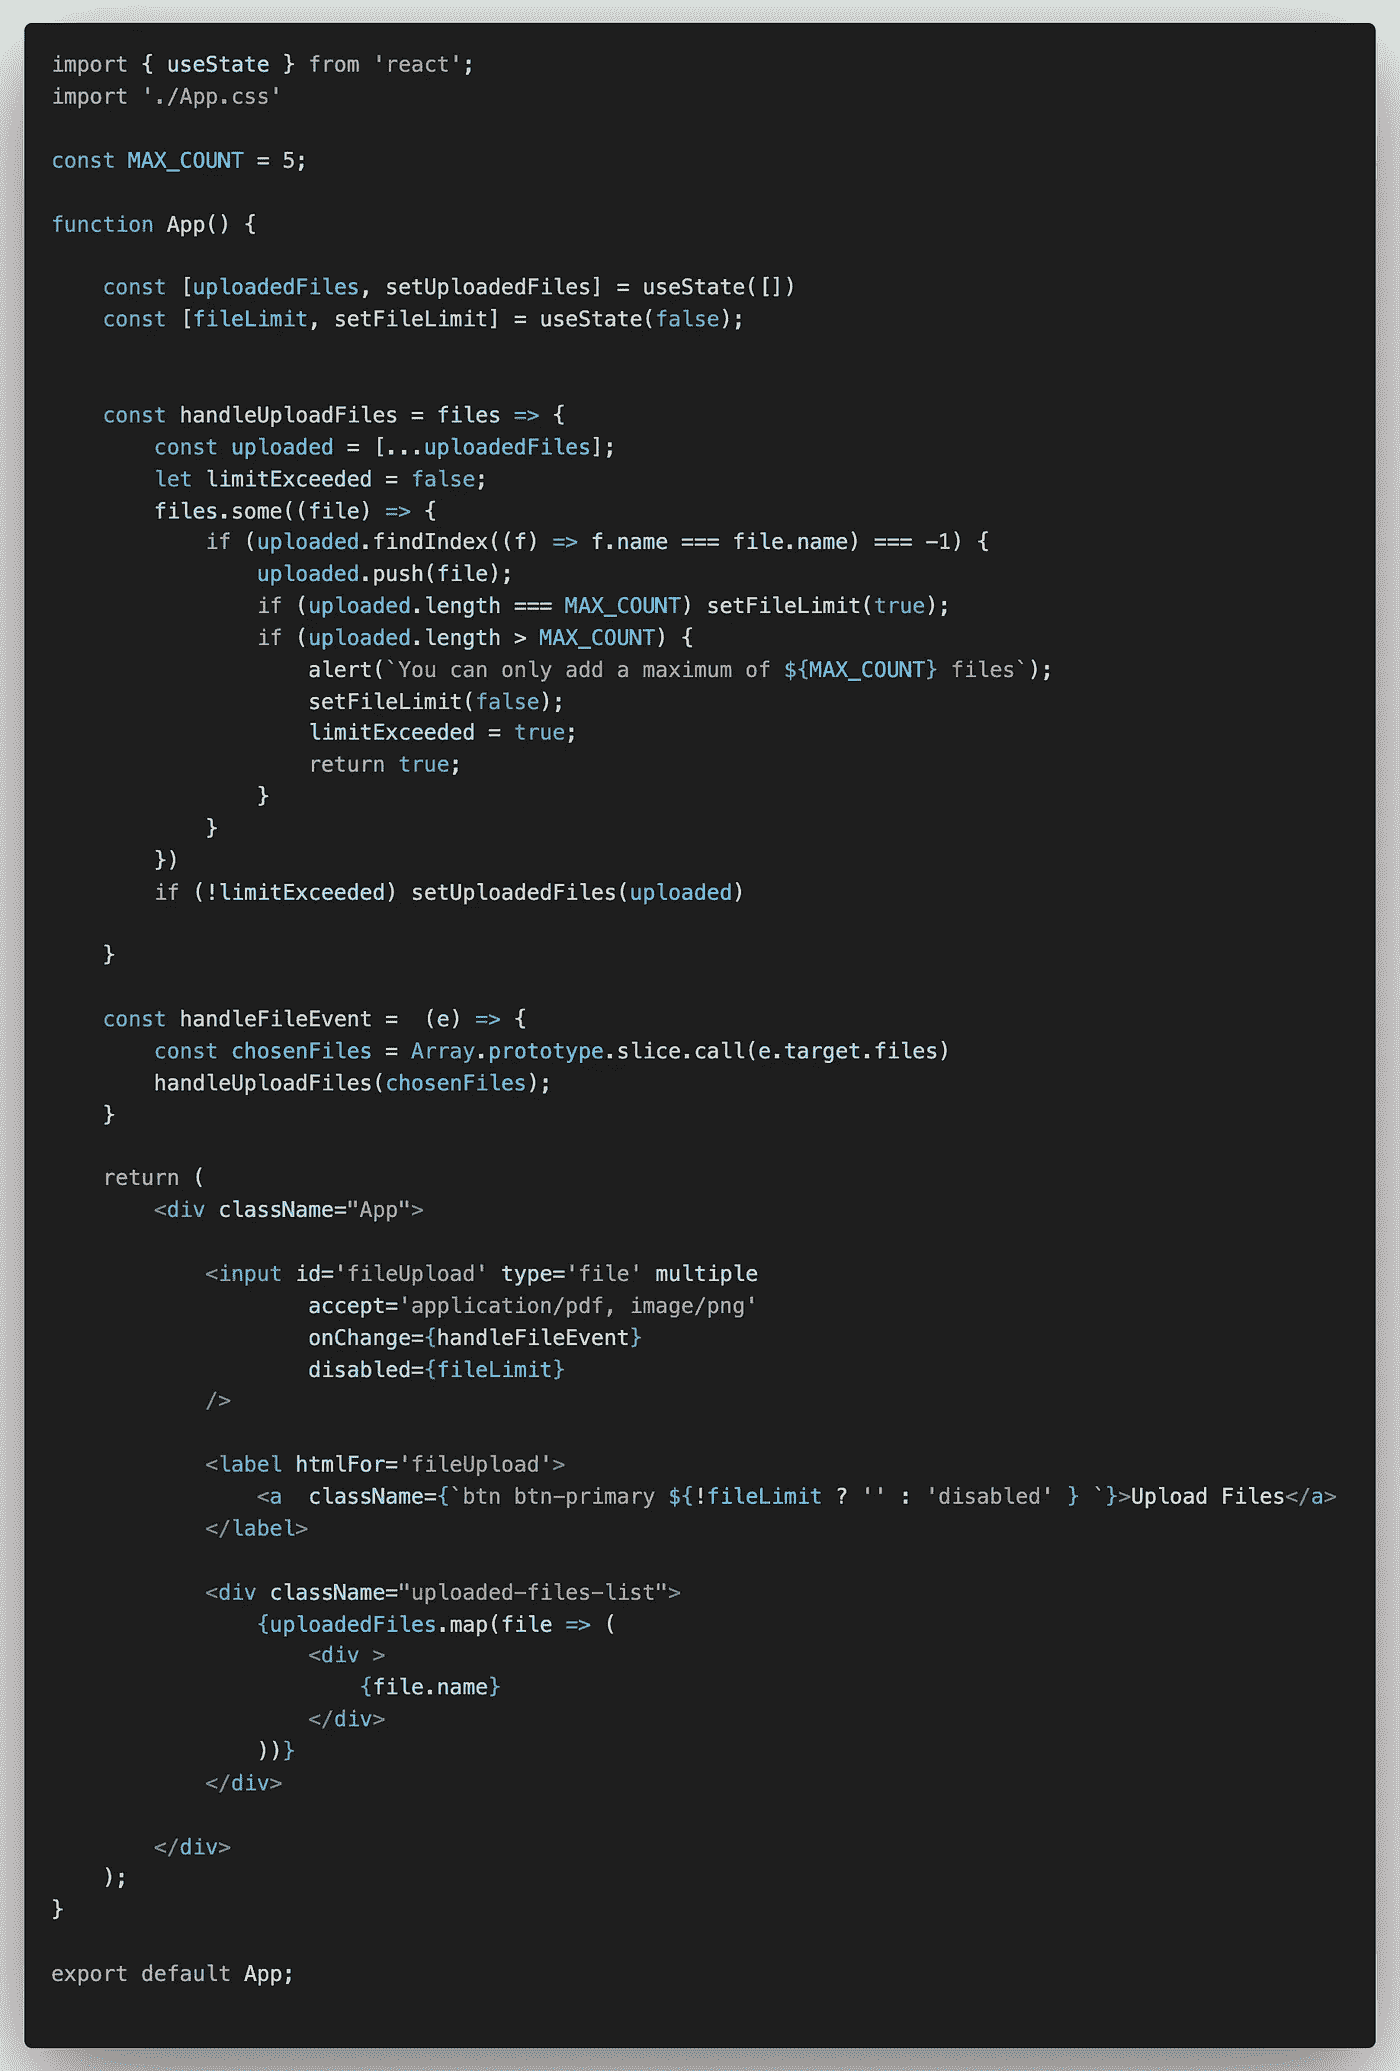 import { useState } from 'react';
import './App.css'
const MAX_COUNT = 5;
function App() {
const [uploadedFiles, setUploadedFiles] = useState([])
const [fileLimit, setFileLimit] = useState(false);
const handleUploadFiles = files => {
const uploaded = [...uploadedFiles];
let limitExceeded = false;
files.some((file) => {
if (uploaded.findIndex((f) => f.name === file.name) === -1) {
uploaded.push(file);
if (uploaded.length === MAX_COUNT) setFileLimit(true);
if (uploaded.length > MAX_COUNT) {
alert(`You can only add a maximum of ${MAX_COUNT} files`);
setFileLimit(false);
limitExceeded = true;
return true;
}
}
})
if (!limitExceeded) setUploadedFiles(uploaded)
}
const handleFileEvent =  (e) => {
const chosenFiles = Array.prototype.slice.call(e.target.files)
handleUploadFiles(chosenFiles);
}
return (
<div className="App">
<input id='fileUpload' type='file' multiple
accept='application/pdf, image/png'
onChange={handleFileEvent}
disabled={fileLimit}
/>
<label htmlFor='fileUpload'>
<a  className={`btn btn-primary ${!fileLimit ? '' : 'disabled' } `}>Upload Files</a>
</label>
<div className="uploaded-files-list">
{uploadedFiles.map(file => (
<div >
{file.name}
</div>
))}
</div>
</div>
);
}
export default App;